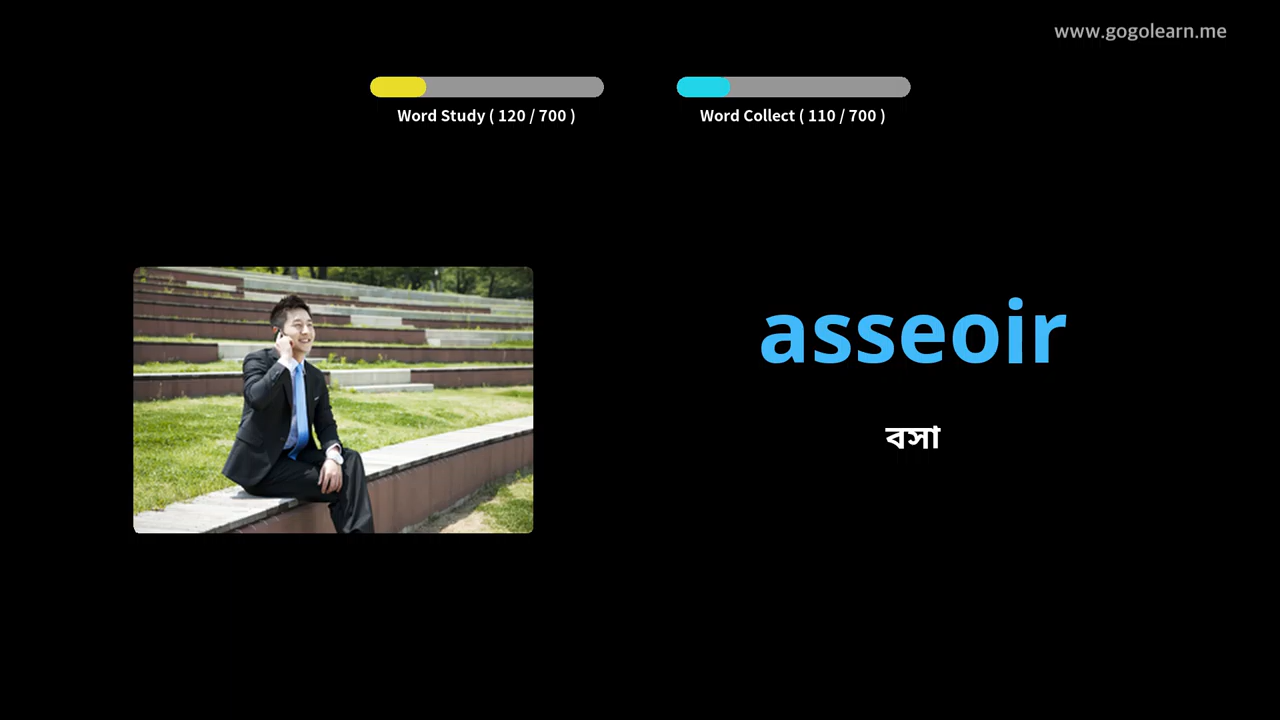 www.gogolearn.me
Word Study ( 120 / 700 )
Word Collect ( 110 / 700 )
asseoir
বসা